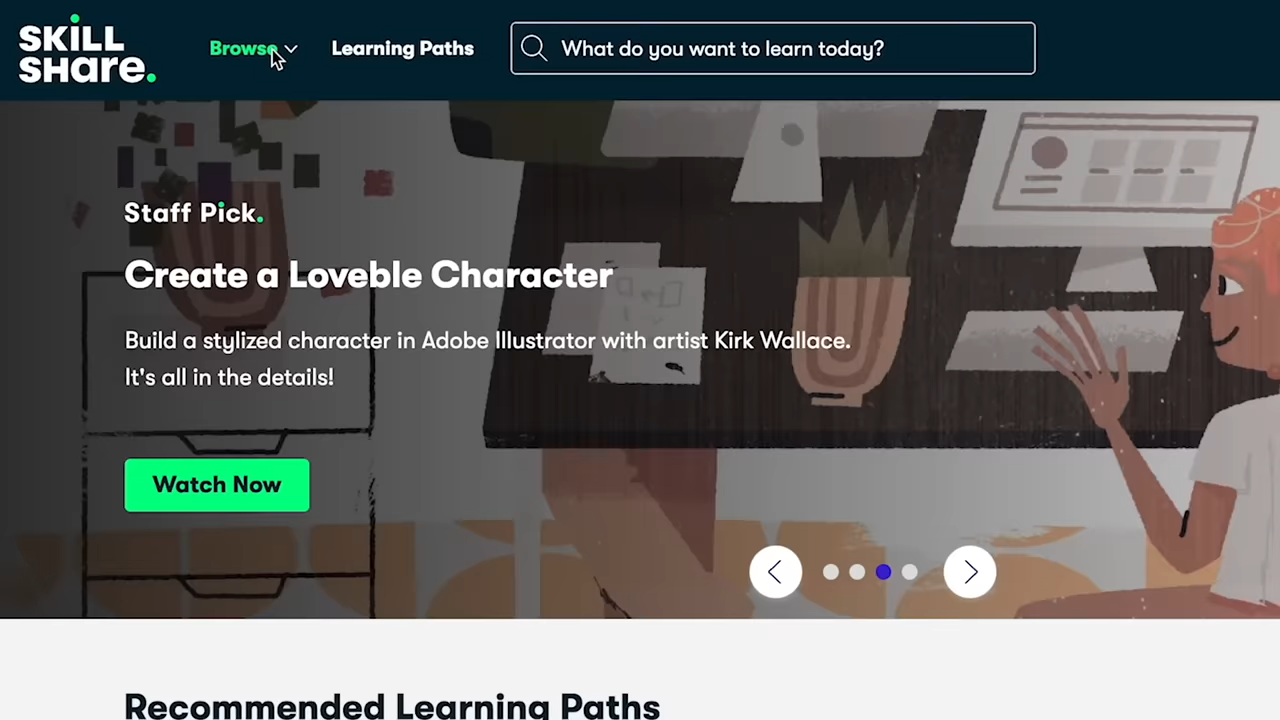 SKILL
SHare.
Browse
Learning Paths
What do you want to learn today?
Staff Pick.
Create a Loveble Character
Build a stylized character in Adobe Illustrator with artist Kirk Wallace.
It's all in the details!
Watch Now
Recommended Learning Paths